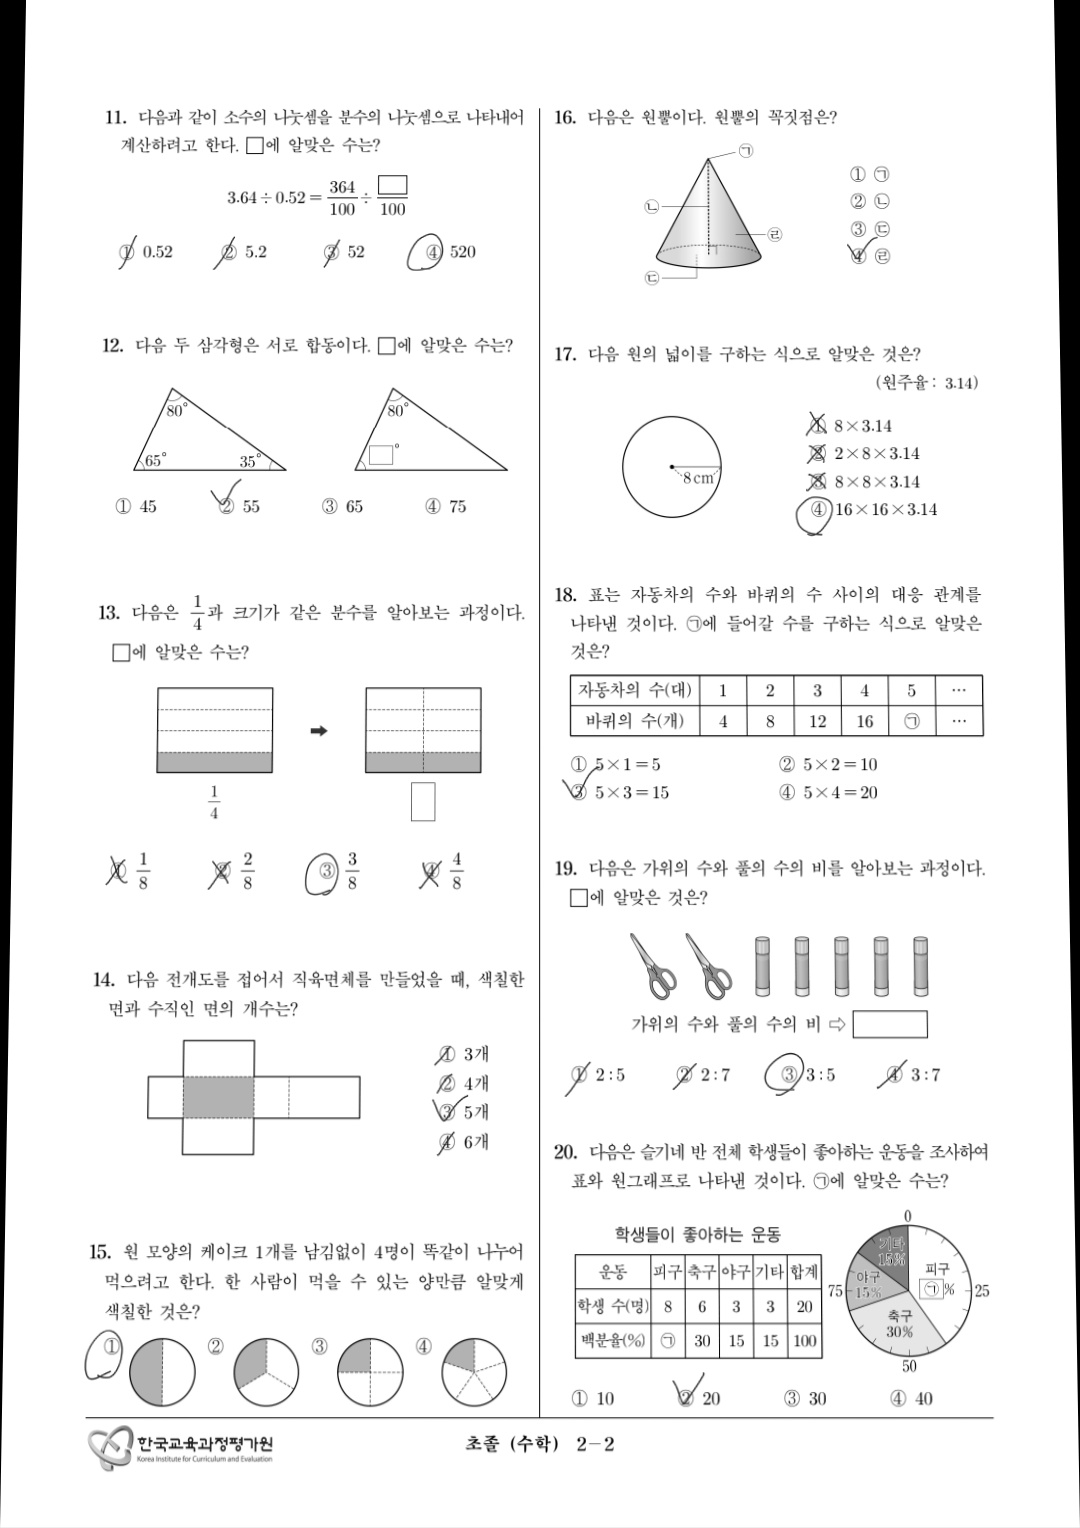 11. 다음과 같이 소수의 나눗셈을 분수의 나눗셈으로 나타내어
계산하려고 한다. □에 알맞은 수는?
3.64 ÷ 0.52 = 364/100 ÷ □/100
① 0.52 ② 5.2 ③ 52 ④ 520
12. 다음 두 삼각형은 서로 합동이다. □에 알맞은 수는?
80° 80°
65° 35° □°
① 45 ② 55 ③ 65 ④ 75
13. 다음은 1/4과 크기가 같은 분수를 알아보는 과정이다.
□에 알맞은 수는?
1/4 □
① 1/8 ② 2/8 ③ 3/8 ④ 4/8
14. 다음 전개도를 접어서 직육면체를 만들었을 때, 색칠한
면과 수직인 면의 개수는?
① 3개
② 4개
③ 5개
④ 6개
15. 원 모양의 케이크 1개를 남김없이 4명이 똑같이 나누어
먹으려고 한다. 한 사람이 먹을 수 있는 양만큼 알맞게
색칠한 것은?
① ② ③ ④
16. 다음은 원뿔이다. 원뿔의 꼭짓점은?
㉠
㉡
㉣
㉢
① ㉠
② ㉡
③ ㉢
④ ㉣
17. 다음 원의 넓이를 구하는 식으로 알맞은 것은?
(원주율 : 3.14)
8cm
① 8×3.14
② 2×8×3.14
③ 8×8×3.14
④ 16×16×3.14
18. 표는 자동차의 수와 바퀴의 수 사이의 대응 관계를
나타낸 것이다. ㉠에 들어갈 수를 구하는 식으로 알맞은
것은?
자동차의 수(대) 1 2 3 4 5 …
바퀴의 수(개) 4 8 12 16 ㉠ …
① 5×1=5 ② 5×2=10
③ 5×3=15 ④ 5×4=20
19. 다음은 가위의 수와 풀의 수의 비를 알아보는 과정이다.
□에 알맞은 것은?
가위의 수와 풀의 수의 비 ⇨ □
① 2 : 5 ② 2 : 7 ③ 3 : 5 ④ 3 : 7
20. 다음은 슬기네 반 전체 학생들이 좋아하는 운동을 조사하여
표와 원그래프로 나타낸 것이다. ㉠에 알맞은 수는?
학생들이 좋아하는 운동
운동 피구 축구 야구 기타 합계
학생 수(명) 8 6 3 3 20
백분율(%) ㉠ 30 15 15 100
0
기타
15%
피구
㉠%
야구
15%
75
25
축구
30%
50
① 10 ② 20 ③ 30 ④ 40
한국교육과정평가원
Korea Institute for Curriculum and Evaluation
초졸 (수학) 2-2